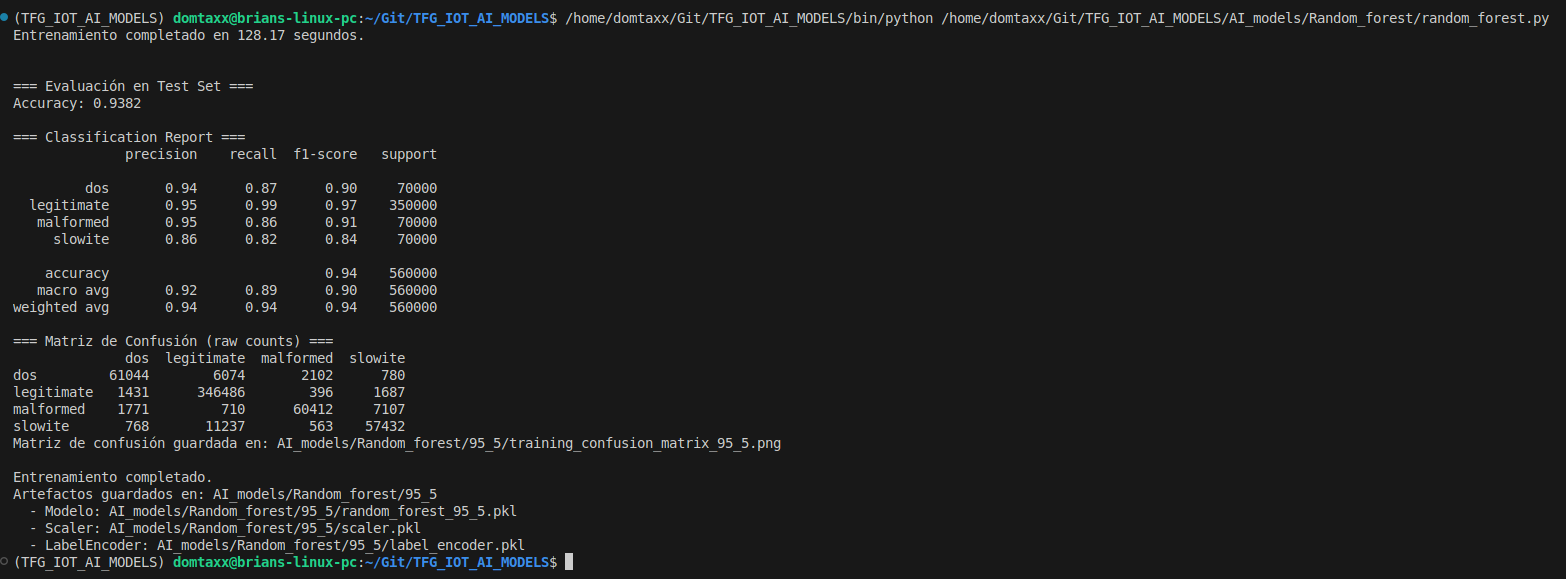 (TFG_IOT_AI_MODELS) domtaxx@brians-linux-pc:~/Git/TFG_IOT_AI_MODELS$ /home/domtaxx/Git/TFG_IOT_AI_MODELS/bin/python /home/domtaxx/Git/TFG_IOT_AI_MODELS/AI_models/Random_forest/random_forest.py
Entrenamiento completado en 128.17 segundos.
=== Evaluación en Test Set ===
Accuracy: 0.9382
=== Classification Report ===
              precision    recall  f1-score   support
         dos       0.94      0.87      0.90     70000
  legitimate       0.95      0.99      0.97    350000
   malformed       0.95      0.86      0.91     70000
     slowite       0.86      0.82      0.84     70000
    accuracy                           0.94    560000
   macro avg       0.92      0.89      0.90    560000
weighted avg       0.94      0.94      0.94    560000
=== Matriz de Confusión (raw counts) ===
              dos  legitimate  malformed  slowite
dos         61044        6074       2102      780
legitimate   1431      346486        396     1687
malformed    1771         710      60412     7107
slowite       768       11237        563    57432
Matriz de confusión guardada en: AI_models/Random_forest/95_5/training_confusion_matrix_95_5.png
Entrenamiento completado.
Artefactos guardados en: AI_models/Random_forest/95_5
  - Modelo: AI_models/Random_forest/95_5/random_forest_95_5.pkl
  - Scaler: AI_models/Random_forest/95_5/scaler.pkl
  - LabelEncoder: AI_models/Random_forest/95_5/label_encoder.pkl
(TFG_IOT_AI_MODELS) domtaxx@brians-linux-pc:~/Git/TFG_IOT_AI_MODELS$